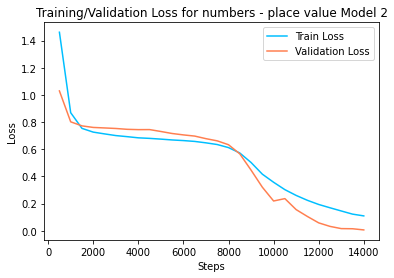 Training/Validation Loss for numbers - place value Model 2
Train Loss
Validation Loss
Loss
1.4
1.2
1.0
0.8
0.6
0.4
0.2
0.0
0 2000 4000 6000 8000 10000 12000 14000
Steps